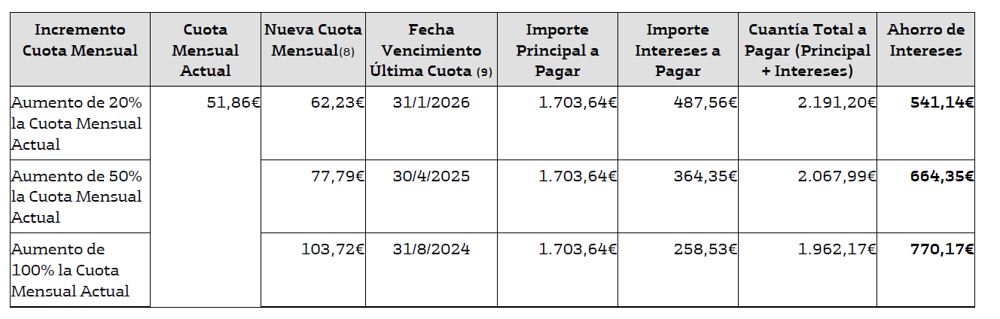 Incremento Cuota Mensual | Cuota Mensual Actual | Nueva Cuota Mensual(8) | Fecha Vencimiento Última Cuota (9) | Importe Principal a Pagar | Importe Intereses a Pagar | Cuantía Total a Pagar (Principal + Intereses) | Ahorro de Intereses
Aumento de 20% la Cuota Mensual Actual | 51,86€ | 62,23€ | 31/1/2026 | 1.703,64€ | 487,56€ | 2.191,20€ | 541,14€
Aumento de 50% la Cuota Mensual Actual | 77,79€ | 30/4/2025 | 1.703,64€ | 364,35€ | 2.067,99€ | 664,35€
Aumento de 100% la Cuota Mensual Actual | 103,72€ | 31/8/2024 | 1.703,64€ | 258,53€ | 1.962,17€ | 770,17€